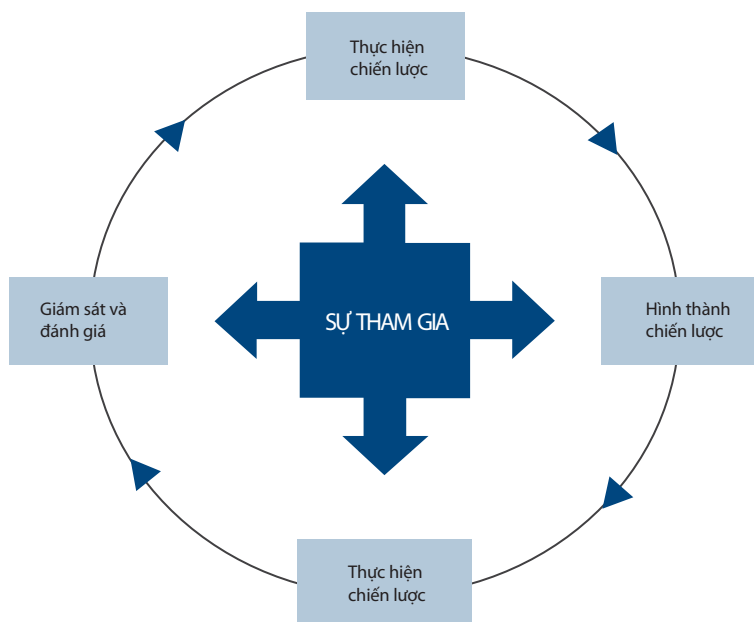 Thực hiện
chiến lược
Giám sát và
đánh giá
SỰ THAM GIA
Hình thành
chiến lược
Thực hiện
chiến lược